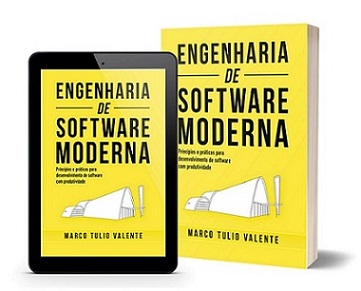 ENGENHARIA
DE
SOFTWARE
MODERNA
Princípios e práticas para
desenvolvimento de software
com produtividade
MARCO TULIO VALENTE
ENGENHARIA
DE
SOFTWARE
MODERNA
Princípios e práticas para
desenvolvimento de software
com produtividade
MARCO TULIO VALENTE